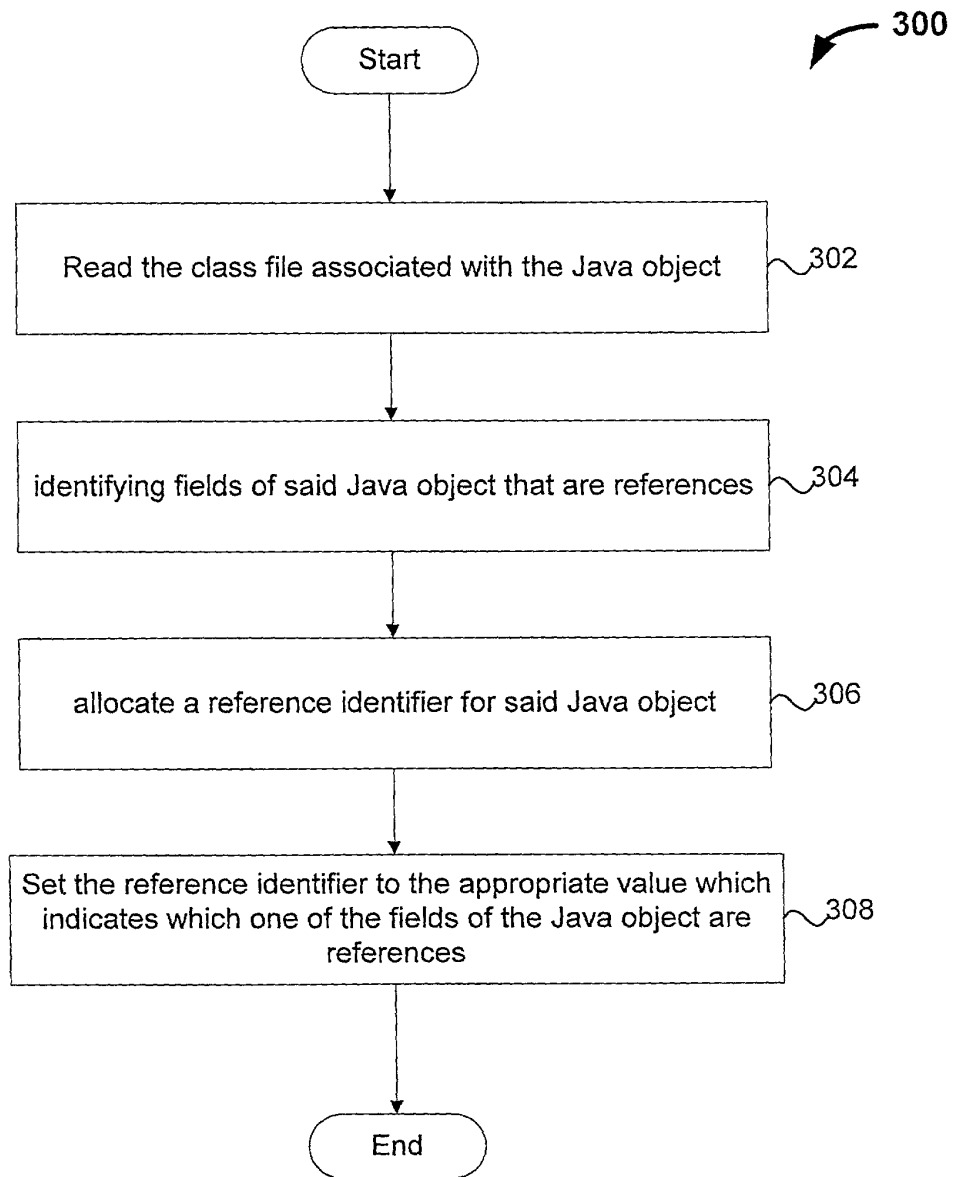 300
Start
Read the class file associated with the Java object
302
identifying fields of said Java object that are references
304
allocate a reference identifier for said Java object
306
Set the reference identifier to the appropriate value which
indicates which one of the fields of the Java object are
references
308
End